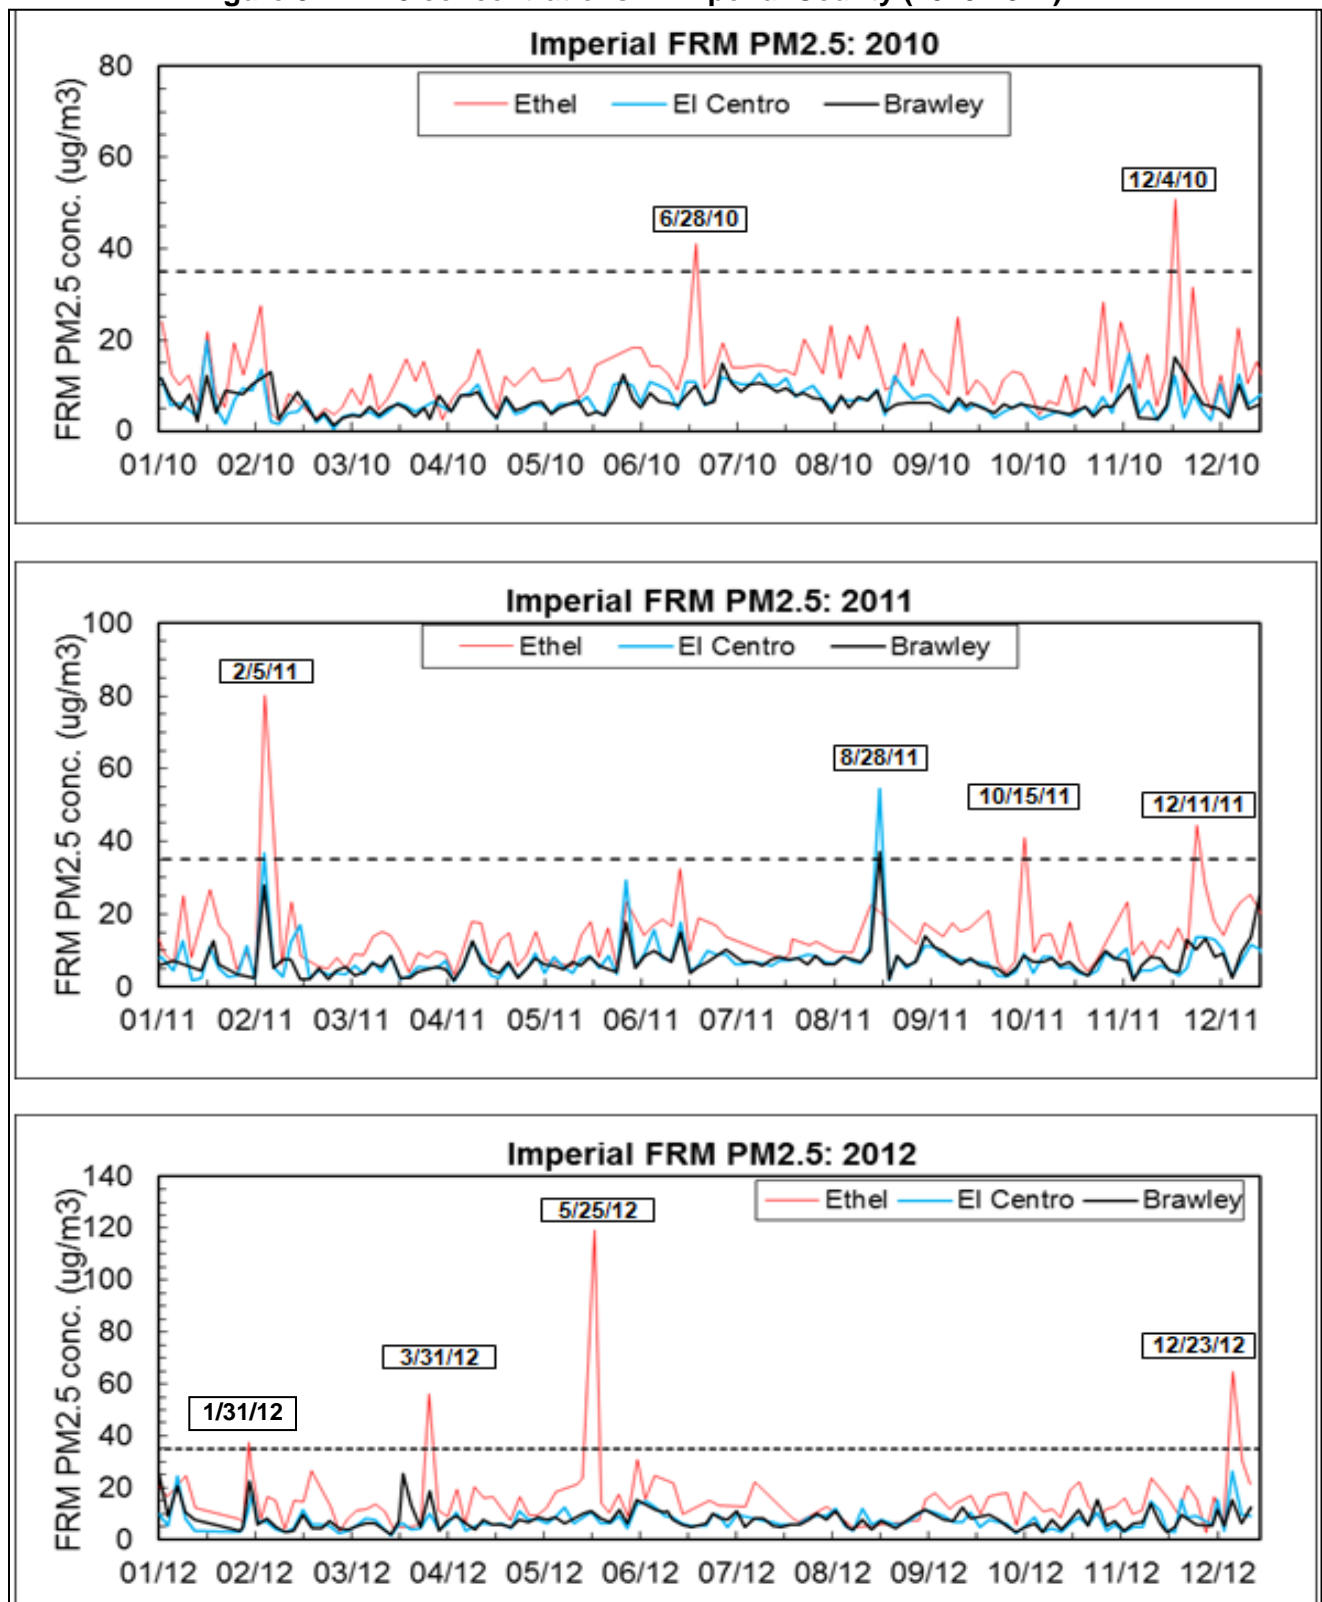 Imperial FRM PM2.5: 2010
FRM PM2.5 conc. (ug/m3)
80
60
40
20
0
Ethel El Centro Brawley
6/28/10
12/4/10
01/10 02/10 03/10 04/10 05/10 06/10 07/10 08/10 09/10 10/10 11/10 12/10
Imperial FRM PM2.5: 2011
FRM PM2.5 conc. (ug/m3)
100
80
60
40
20
0
Ethel El Centro Brawley
2/5/11
8/28/11
10/15/11
12/11/11
01/11 02/11 03/11 04/11 05/11 06/11 07/11 08/11 09/11 10/11 11/11 12/11
Imperial FRM PM2.5: 2012
FRM PM2.5 conc. (ug/m3)
140
120
100
80
60
40
20
0
Ethel El Centro Brawley
1/31/12
3/31/12
5/25/12
12/23/12
01/12 02/12 03/12 04/12 05/12 06/12 07/12 08/12 09/12 10/12 11/12 12/12